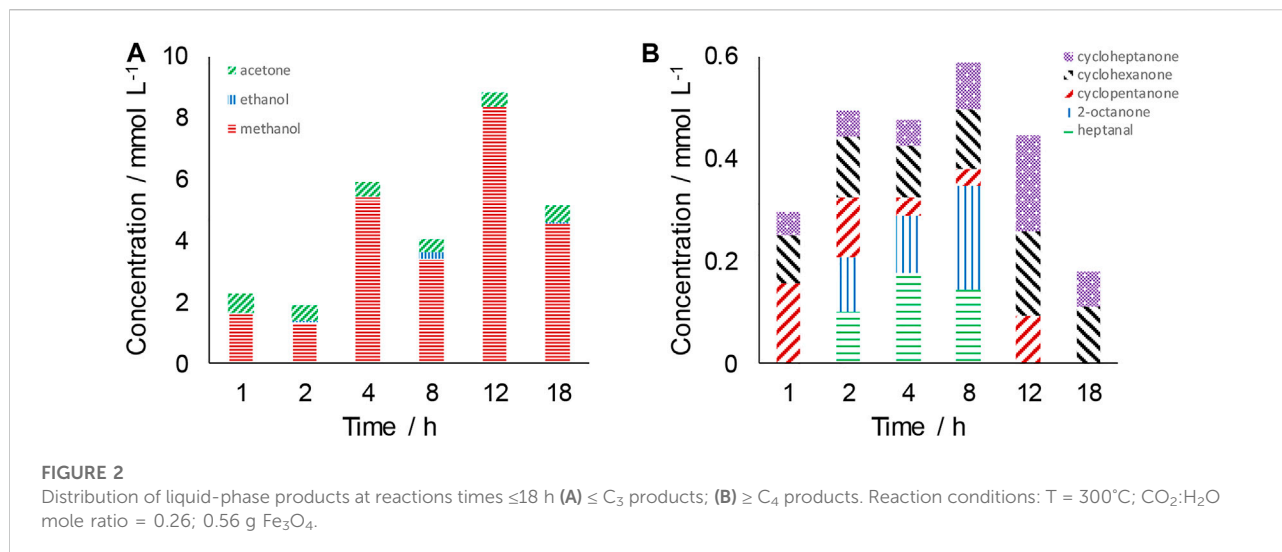 A
10
8
6
4
2
0
Concentration / mmol L⁻¹
acetone
ethanol
methanol
1 2 4 8 12 18
Time / h
B
0.6
0.4
0.2
0
Concentration / mmol L⁻¹
cycloheptanone
cyclohexanone
cyclopentanone
2-octanone
heptanal
1 2 4 8 12 18
Time / h
FIGURE 2
Distribution of liquid-phase products at reactions times ≤18 h (A) ≤ C₃ products; (B) ≥ C₄ products. Reaction conditions: T = 300°C; CO₂:H₂O
mole ratio = 0.26; 0.56 g Fe₃O₄.